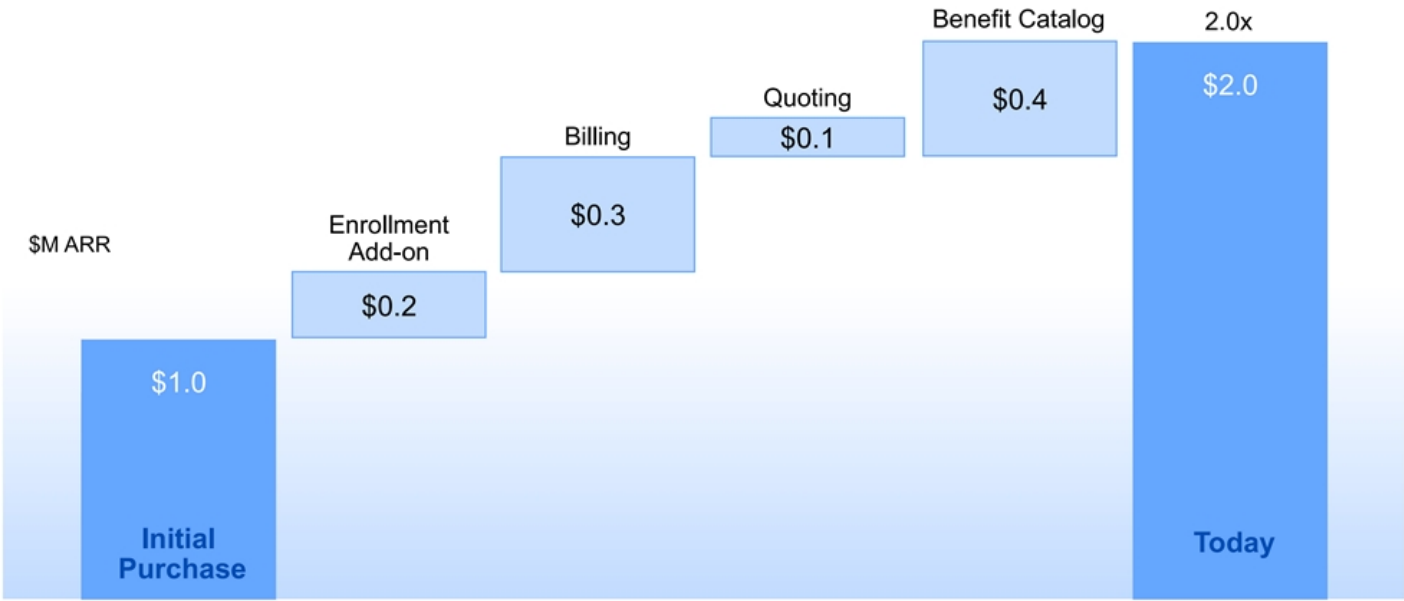 Benefit Catalog
2.0x
$0.4
$2.0
Quoting
$0.1
Billing
$0.3
Enrollment
Add-on
$0.2
$M ARR
$1.0
Initial
Purchase
Today